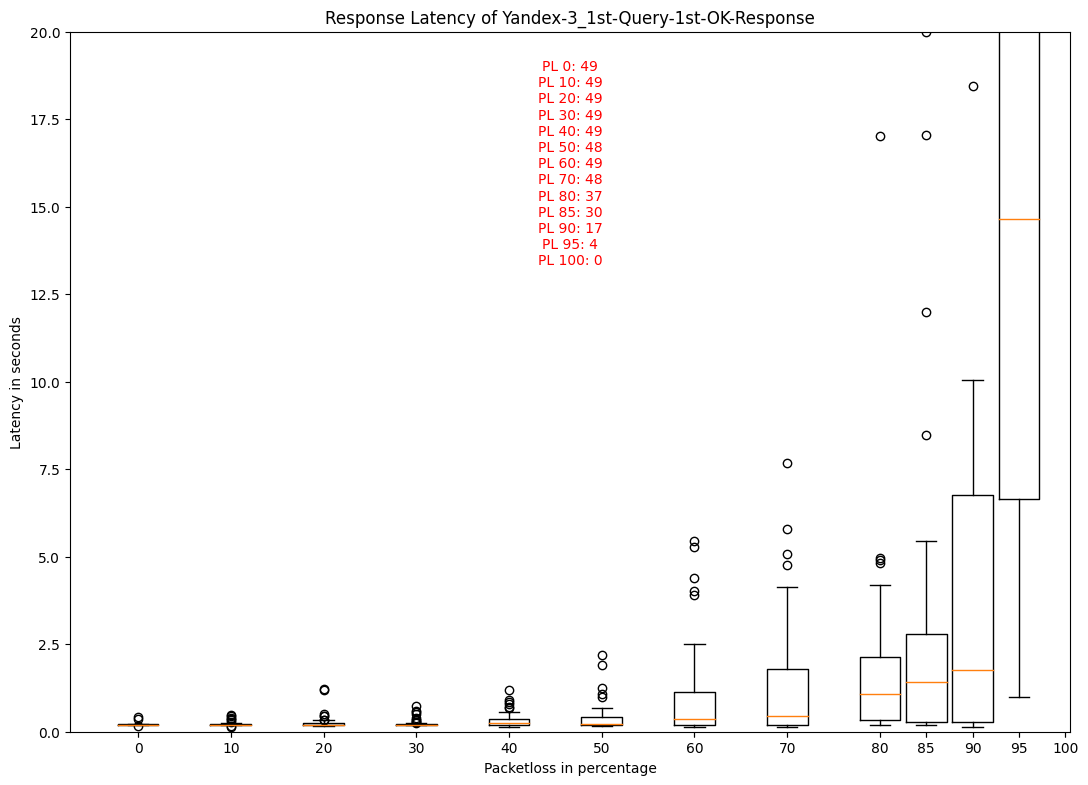 Response Latency of Yandex-3_1st-Query-1st-OK-Response
20.0
17.5
15.0
12.5
10.0
7.5
5.0
2.5
0.0
Latency in seconds
PL 0: 49
PL 10: 49
PL 20: 49
PL 30: 49
PL 40: 49
PL 50: 48
PL 60: 49
PL 70: 48
PL 80: 37
PL 85: 30
PL 90: 17
PL 95: 4
PL 100: 0
0 10 20 30 40 50 60 70 80 85 90 95 100
Packetloss in percentage